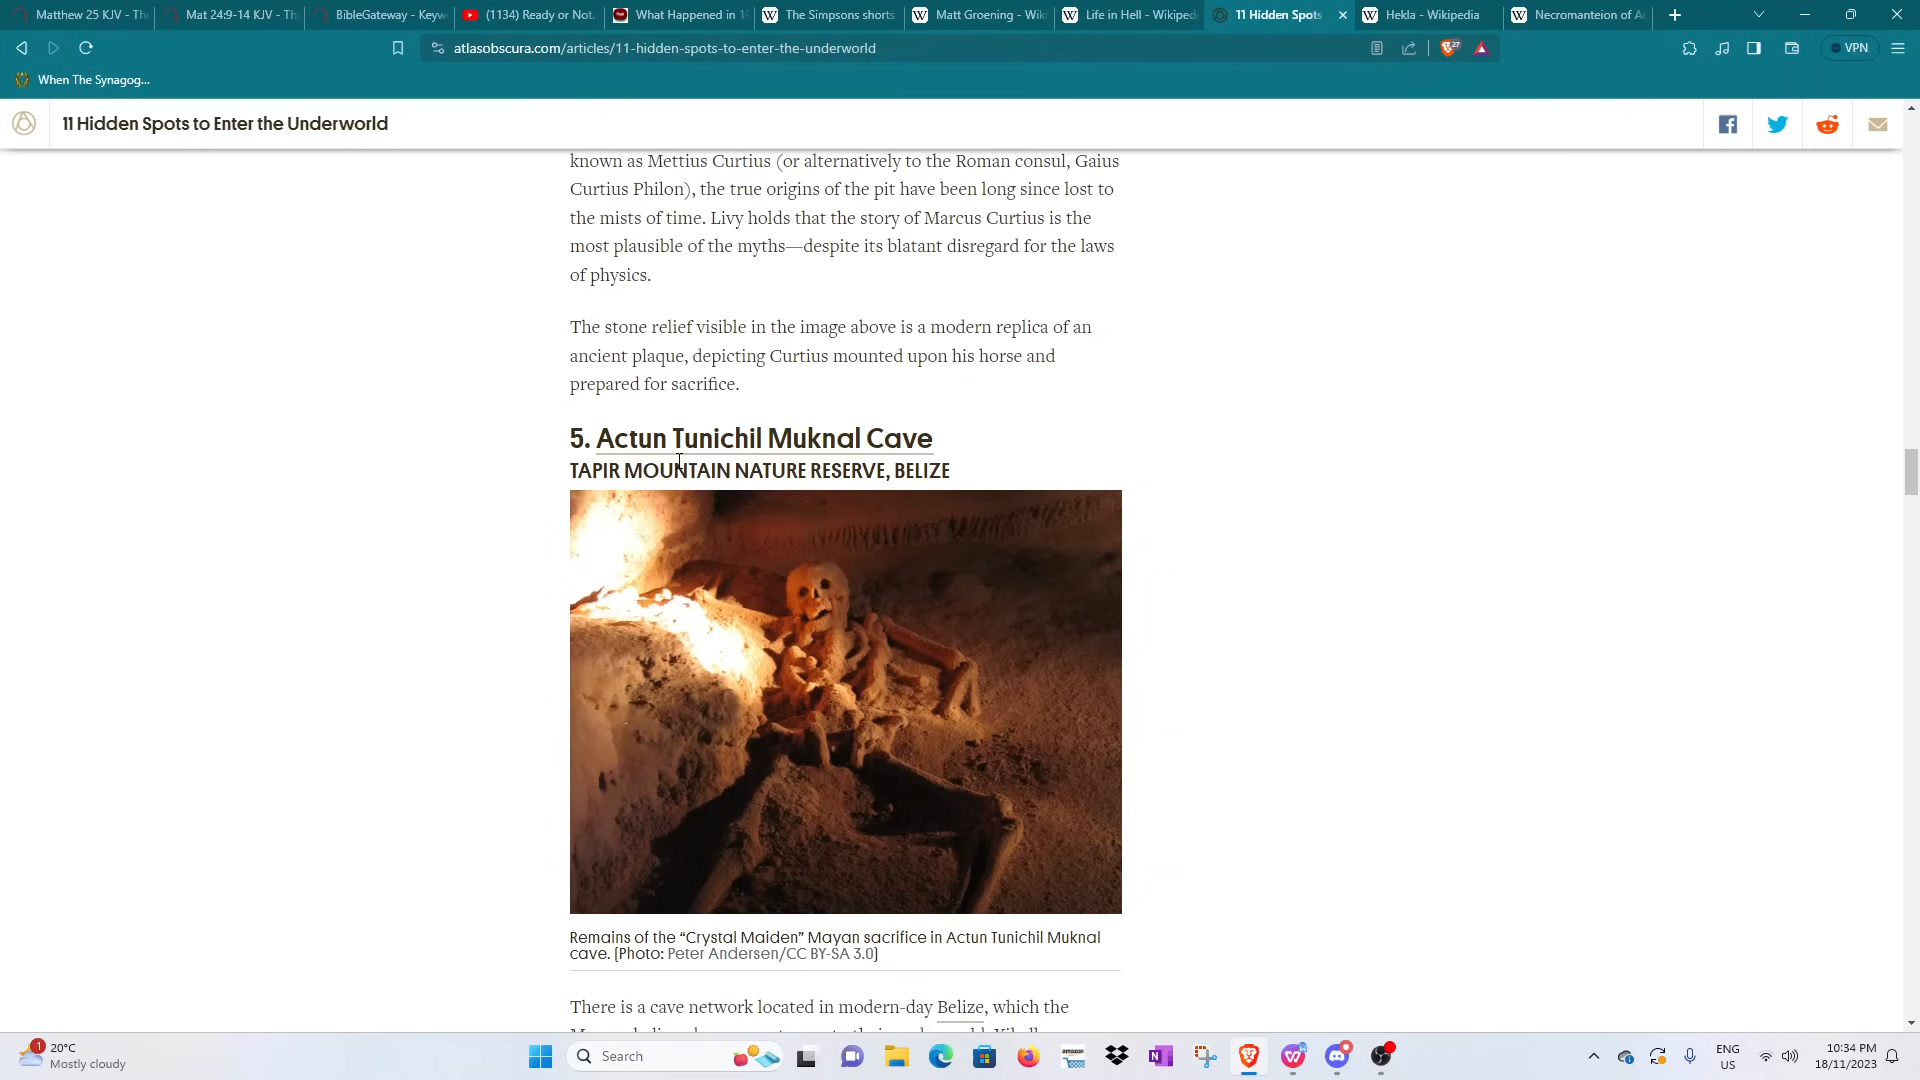 Matthew 25 KJV - Th
Mat 24:9-14 KJV - Th
BibleGateway - Keyw
(1134) Ready or Not.
What Happened in 1
The Simpsons shorts
Matt Groening - Wiki
Life in Hell - Wikiped
11 Hidden Spots
Hekla - Wikipedia
Necromanteion of Ac
atlasobscura.com/articles/11-hidden-spots-to-enter-the-underworld
27
VPN
When The Synagog...
11 Hidden Spots to Enter the Underworld
known as Mettius Curtius (or alternatively to the Roman consul, Gaius
Curtius Philon), the true origins of the pit have been long since lost to
the mists of time. Livy holds that the story of Marcus Curtius is the
most plausible of the myths—despite its blatant disregard for the laws
of physics.
The stone relief visible in the image above is a modern replica of an
ancient plaque, depicting Curtius mounted upon his horse and
prepared for sacrifice.
5. Actun Tunichil Muknal Cave
TAPIR MOUNTAIN NATURE RESERVE, BELIZE
Remains of the “Crystal Maiden” Mayan sacrifice in Actun Tunichil Muknal
cave. (Photo: Peter Andersen/CC BY-SA 3.0)
There is a cave network located in modern-day Belize, which the
1
20°C
Mostly cloudy
Search
amazon
ENG
US
10:34 PM
18/11/2023